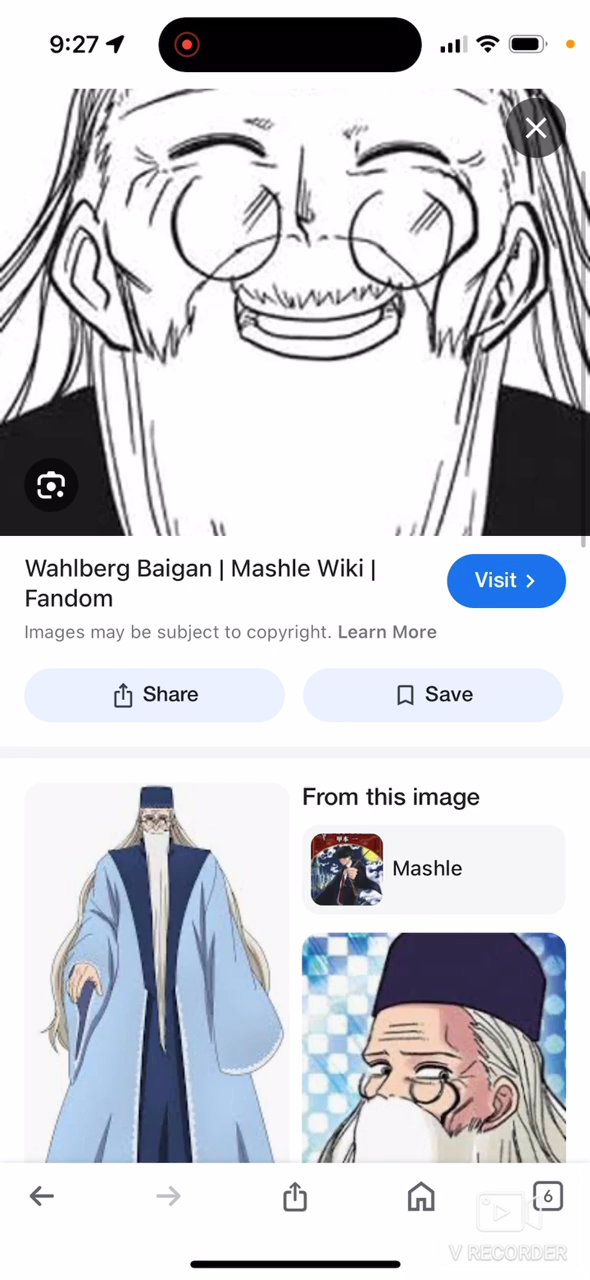 9:27
Wahlberg Baigan | Mashle Wiki |
Fandom
Visit
Images may be subject to copyright. Learn More
Share
Save
From this image
Mashle
6
V RECORDER